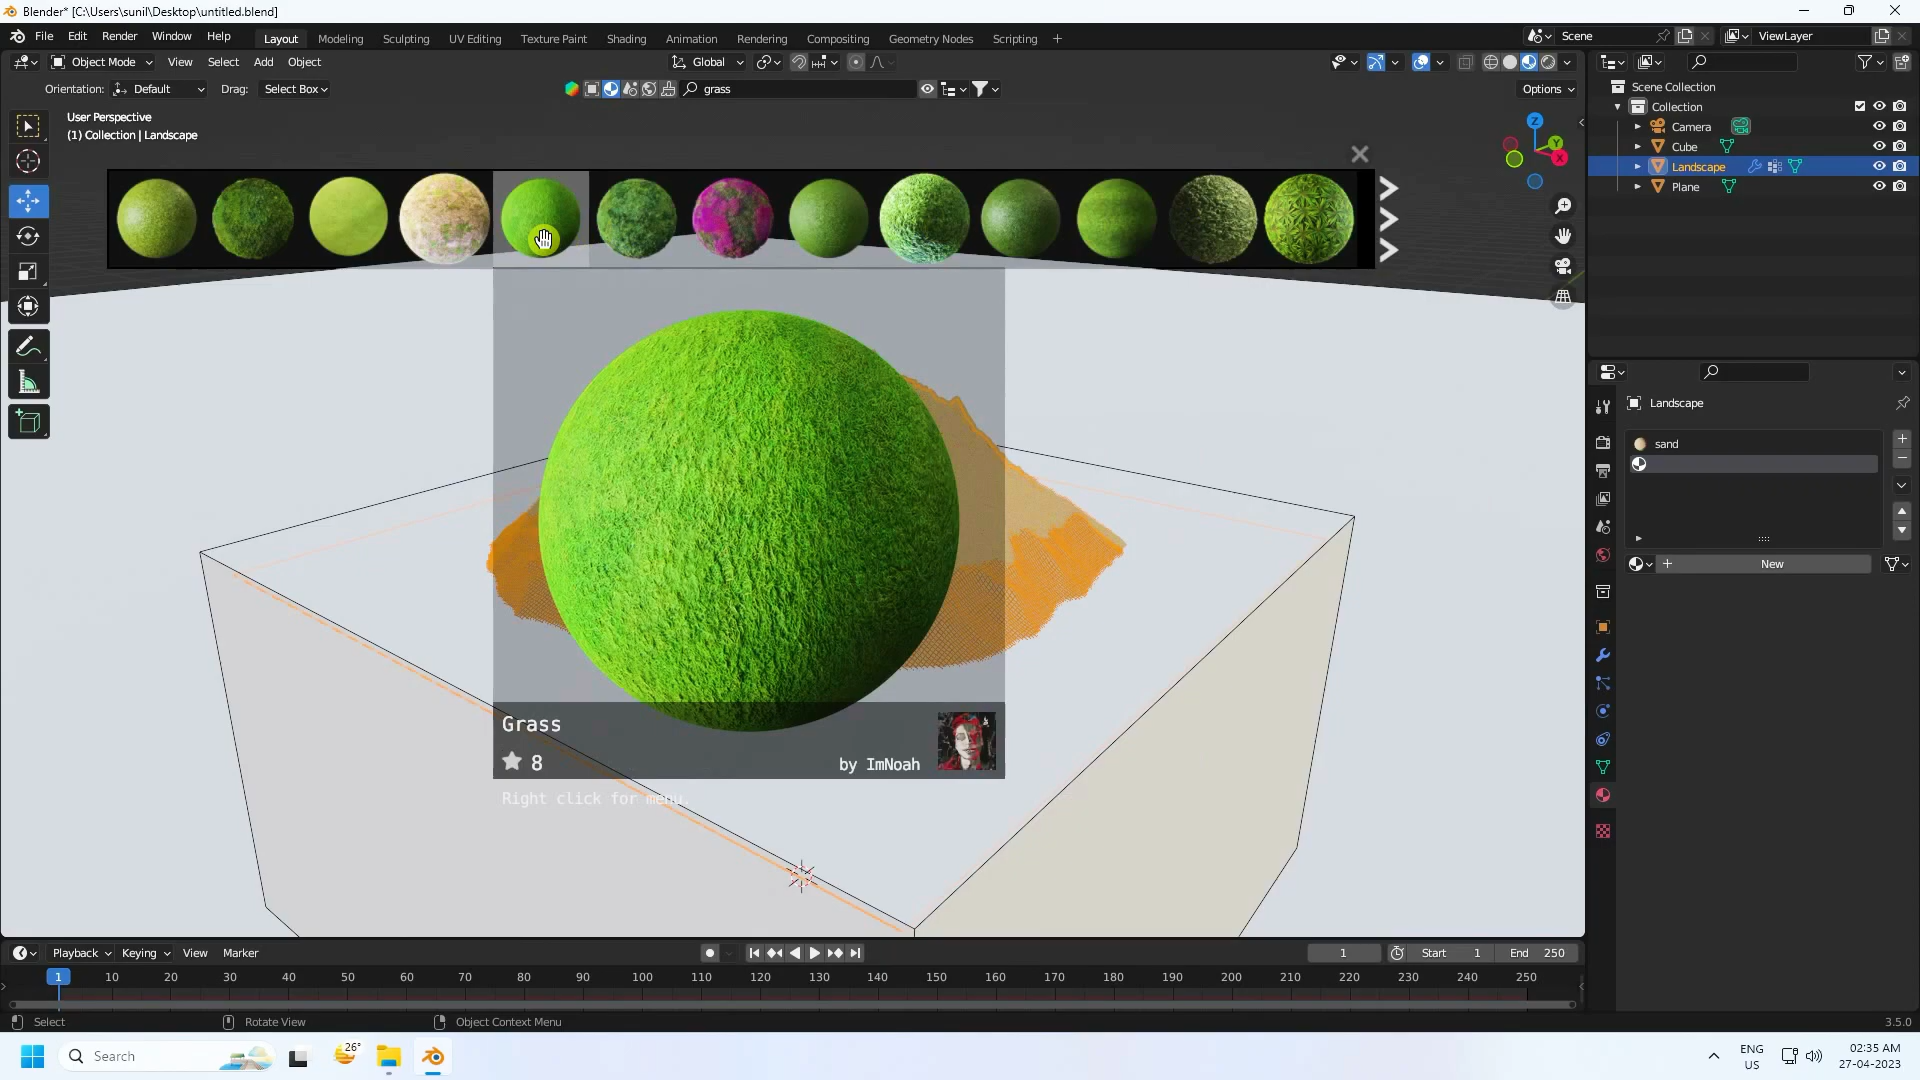 Blender* [C:\Users\sunil\Desktop\untitled.blend]
File Edit Render Window Help Layout Modeling Sculpting UV Editing Texture Paint Shading Animation Rendering Compositing Geometry Nodes Scripting + Scene ViewLayer
Object Mode View Select Add Object Global
Orientation: Default Drag: Select Box grass Options
User Perspective
(1) Collection | Landscape
Scene Collection
Collection
Camera
Cube
Landscape
Plane
Z
Y
X
Landscape
sand
New
Grass
8
by ImNoah
Right click for menu.
Playback Keying View Marker 1 Start 1 End 250
1 10 20 30 40 50 60 70 80 90 100 110 120 130 140 150 160 170 180 190 200 210 220 230 240 250
Select Rotate View Object Context Menu 3.5.0
Search 26° ENG
US 02:35 AM
27-04-2023